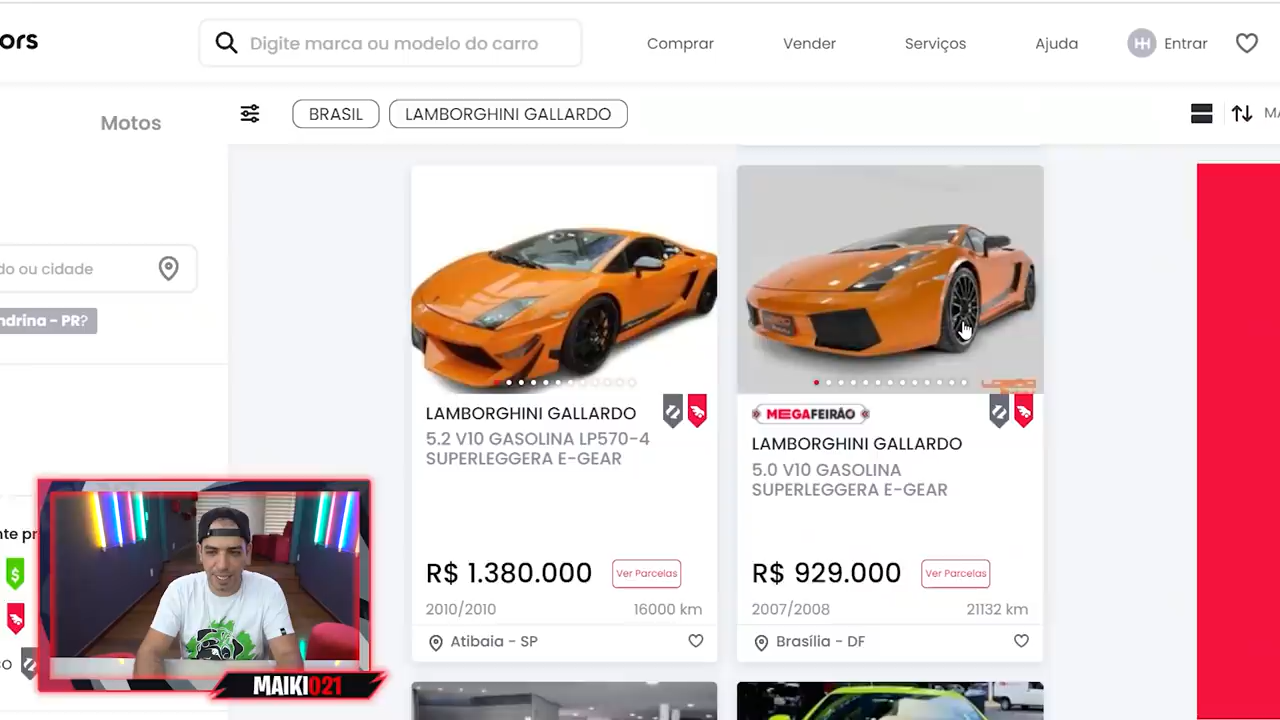 ors
Digite marca ou modelo do carro
Comprar
Vender
Serviços
Ajuda
Entrar
Motos
BRASIL
LAMBORGHINI GALLARDO
MA
do ou cidade
ndrina - PR?
LAMBORGHINI GALLARDO
5.2 V10 GASOLINA LP570-4
SUPERLEGGERA E-GEAR
R$ 1.380.000
Ver Parcelas
2010/2010
16000 km
Atibaia - SP
MEGAFEIRÃO
LAMBORGHINI GALLARDO
5.0 V10 GASOLINA
SUPERLEGGERA E-GEAR
R$ 929.000
Ver Parcelas
2007/2008
21132 km
Brasília - DF
nte pr
$
MAIKI021